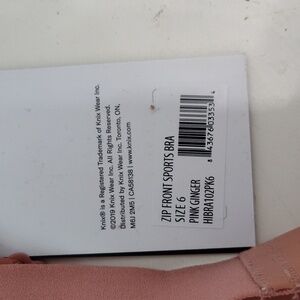 Knix® is a Registered Trademark of Knix Wear Inc.
©2019 Knix Wear Inc. All Rights Reserved.
Distributed by Knix Wear Inc. Toronto, ON,
M6J 2M5 | CA58138 | www.knix.com
ZIP FRONT SPORTS BRA
SIZE 6
PINK GINGER
HIBRA102PK6